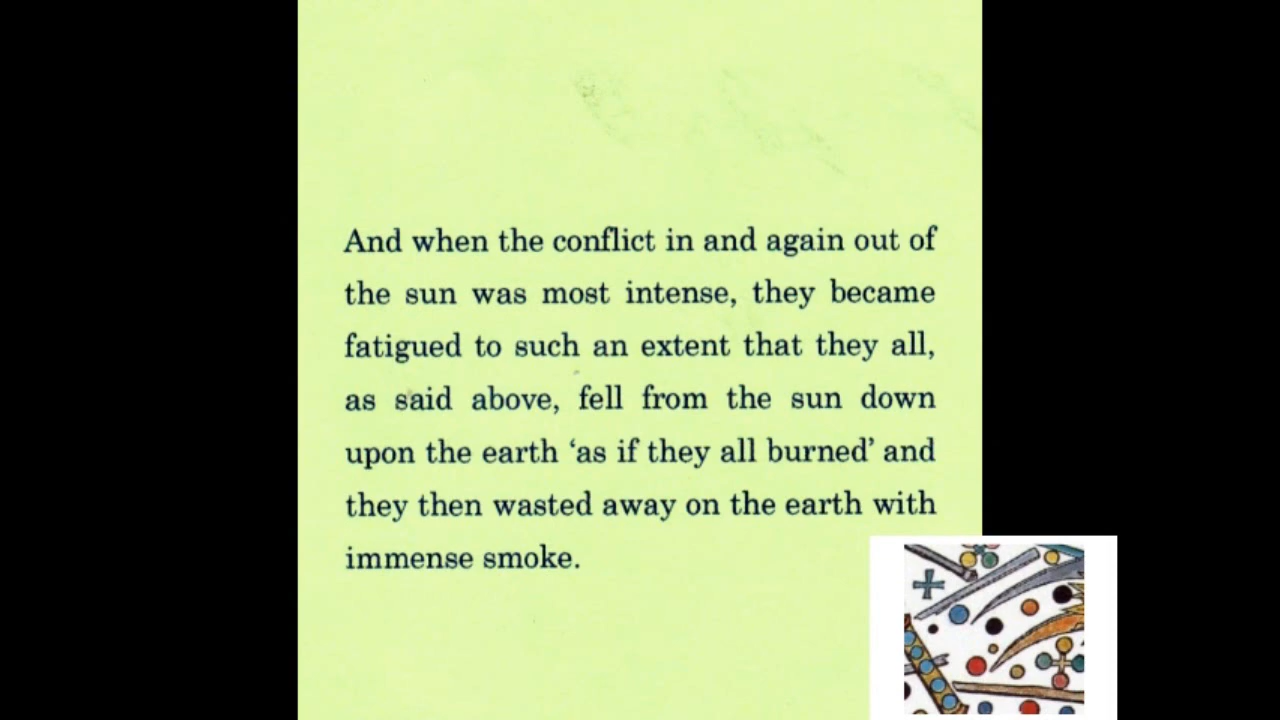 And when the conflict in and again out of
the sun was most intense, they became
fatigued to such an extent that they all,
as said above, fell from the sun down
upon the earth ‘as if they all burned’ and
they then wasted away on the earth with
immense smoke.